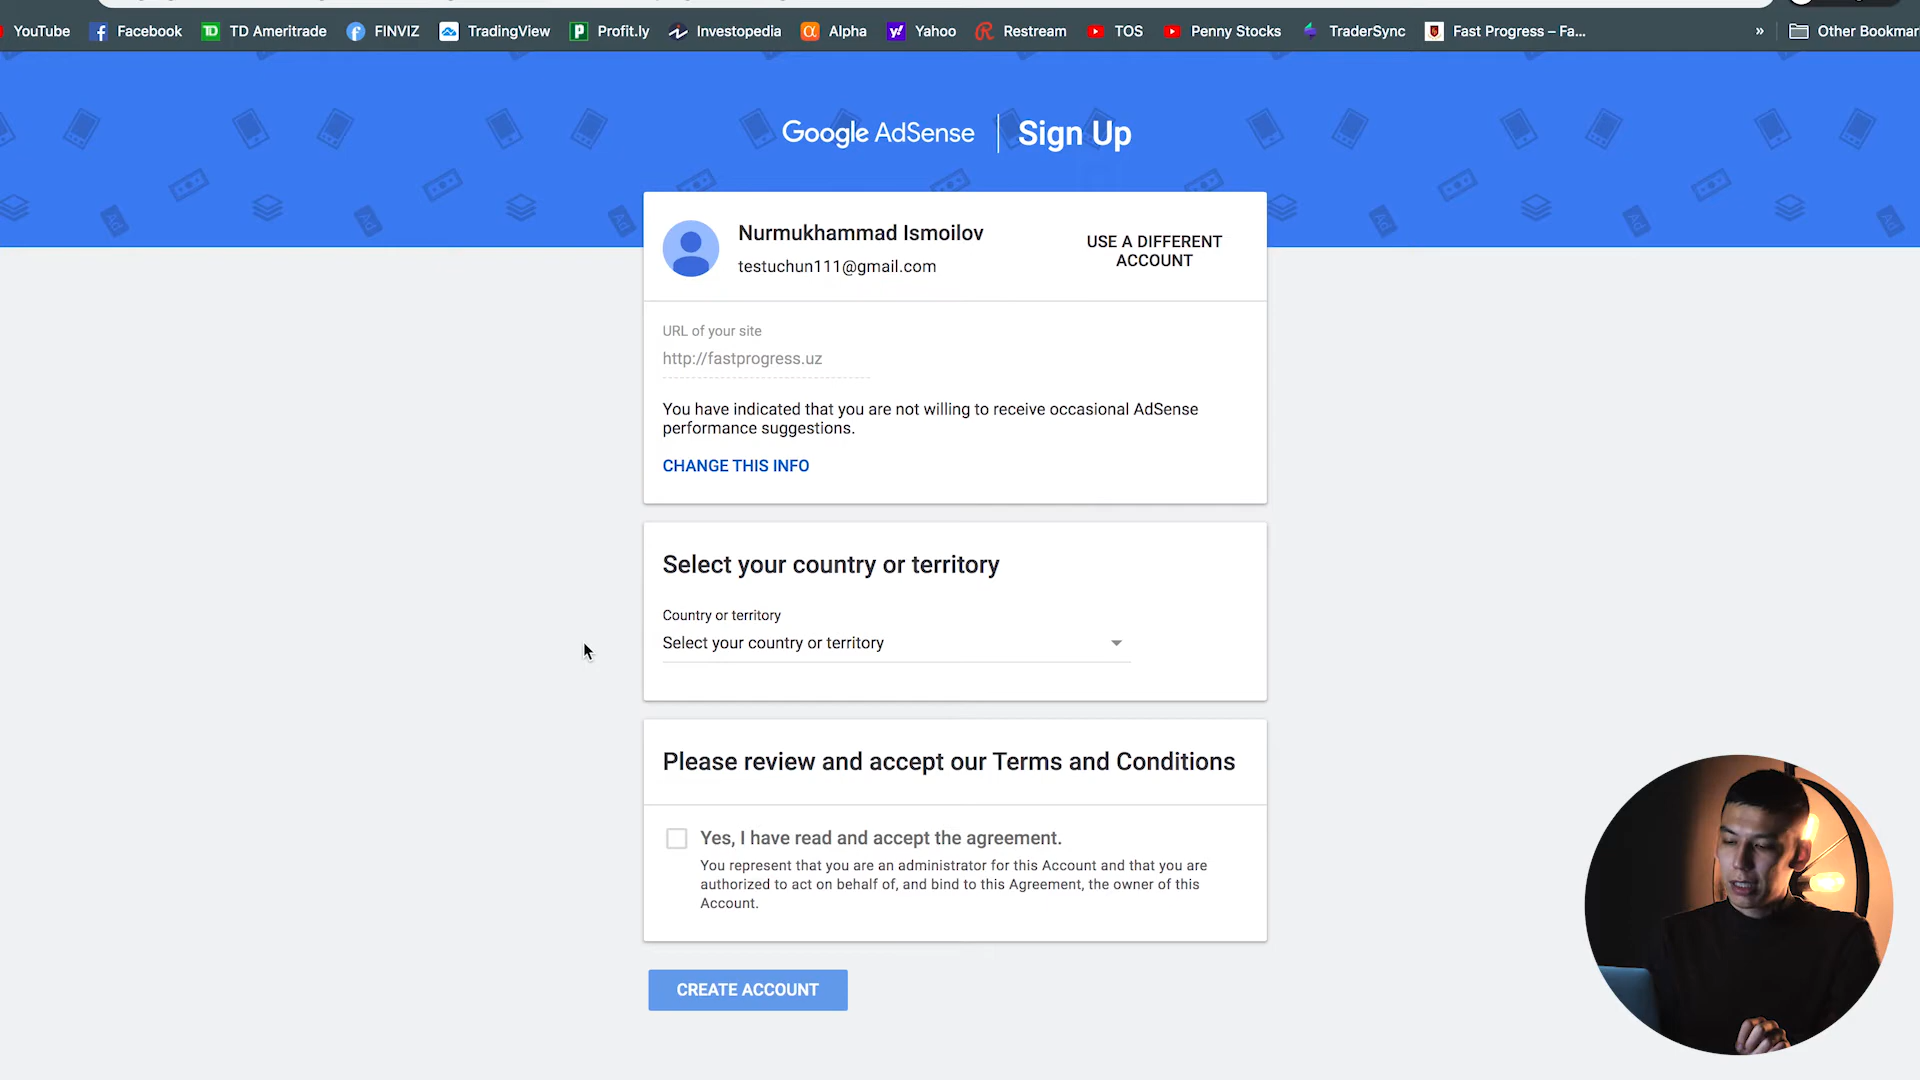 YouTube Facebook TD Ameritrade FINVIZ TradingView Profit.ly Investopedia Alpha Yahoo Restream TOS Penny Stocks TraderSync Fast Progress – Fa... » Other Bookmar
Google AdSense Sign Up
Nurmukhammad Ismoilov
testuchun111@gmail.com
USE A DIFFERENT
ACCOUNT
URL of your site
http://fastprogress.uz
You have indicated that you are not willing to receive occasional AdSense
performance suggestions.
CHANGE THIS INFO
Select your country or territory
Country or territory
Select your country or territory
Please review and accept our Terms and Conditions
Yes, I have read and accept the agreement.
You represent that you are an administrator for this Account and that you are
authorized to act on behalf of, and bind to this Agreement, the owner of this
Account.
CREATE ACCOUNT